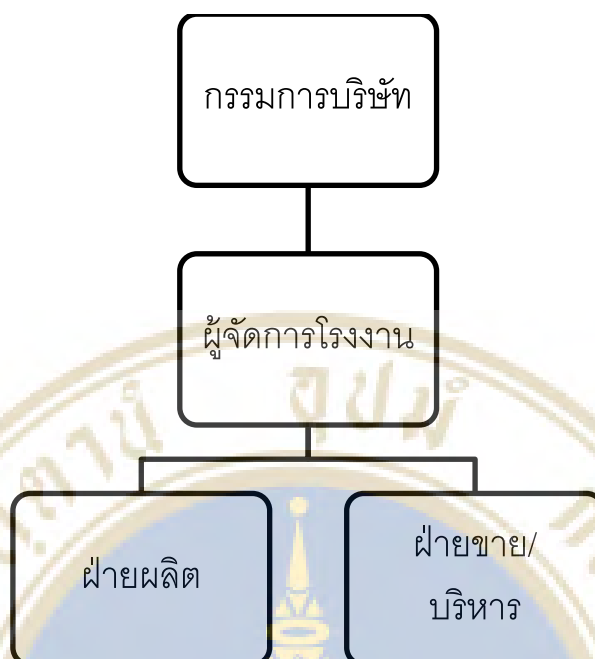 กรรมการบริษัท
ผู้จัดการโรงงาน
ฝ่ายผลิต
ฝ่ายขาย/
บริหาร